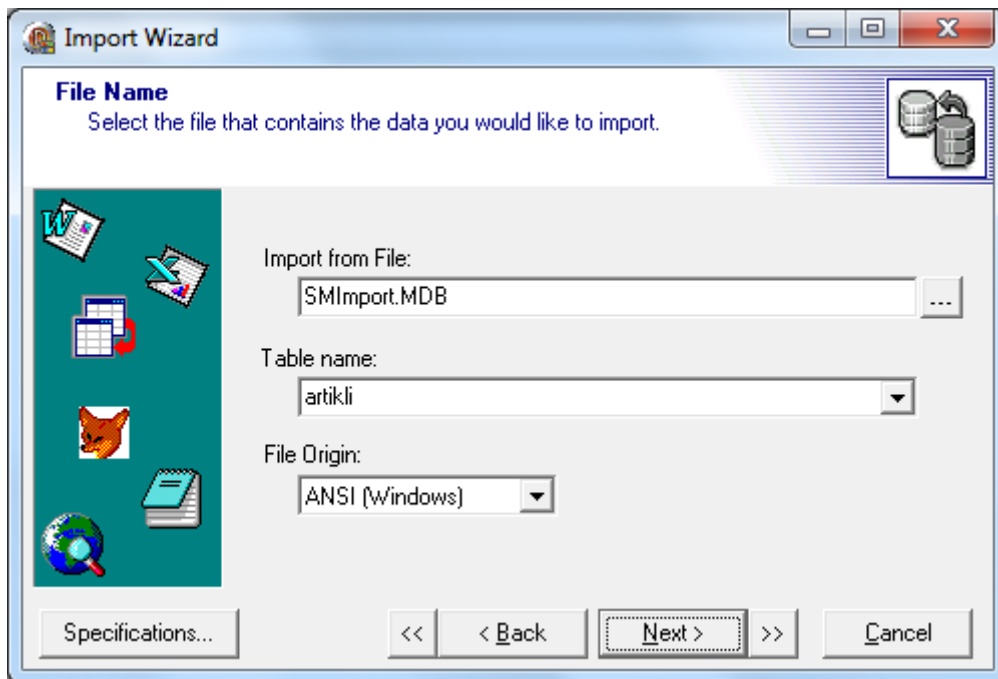 Import Wizard
File Name
Select the file that contains the data you would like to import.
Import from File:
SMImport.MDB
...
Table name:
artikli
File Origin:
ANSI (Windows)
Specifications...
<<
< Back
Next >
>>
Cancel